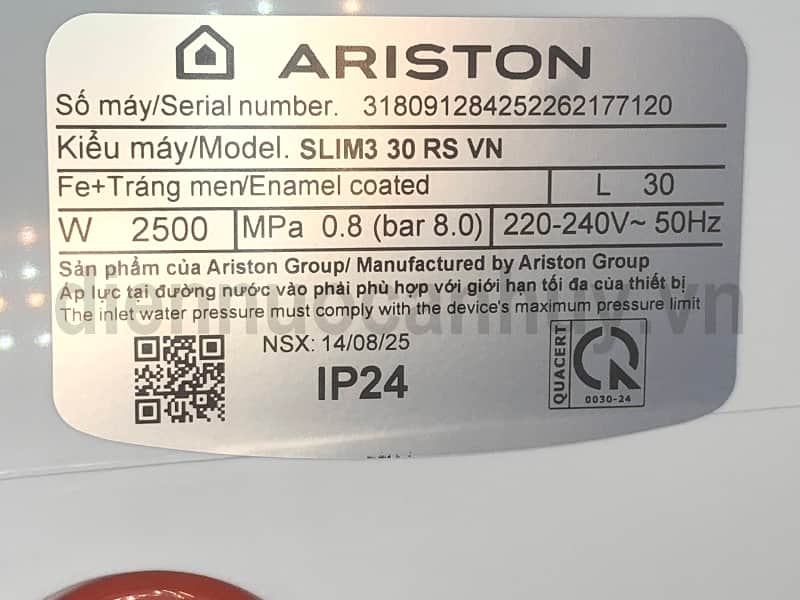 ARISTON
Số máy/Serial number. 318091284252262177120
Kiểu máy/Model. SLIM3 30 RS VN
Fe+Tráng men/Enamel coated L 30
W 2500 MPa 0.8 (bar 8.0) 220-240V~ 50Hz
Sản phẩm của Ariston Group/ Manufactured by Ariston Group
Áp lực tại đường nước vào phải phù hợp với giới hạn tối đa của thiết bị
The inlet water pressure must comply with the device's maximum pressure limit
diennuocanhuy.vn
NSX: 14/08/25
IP24
QUACERT
0030-24